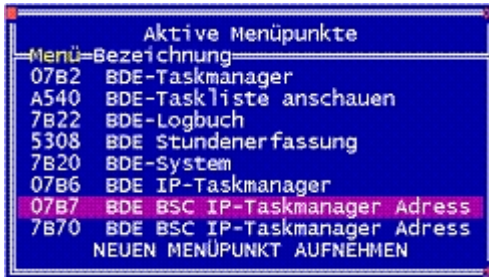 Aktive Menüpunkte
Menü Bezeichnung
07B2 BDE-Taskmanager
A540 BDE-Taskliste anschauen
7B22 BDE-Logbuch
5308 BDE Stundenerfassung
7B20 BDE-System
07B6 BDE IP-Taskmanager
07B7 BDE BSC IP-Taskmanager Adress
7B70 BDE BSC IP-Taskmanager Adress
NEUEN MENÜPUNKT AUFNEHMEN